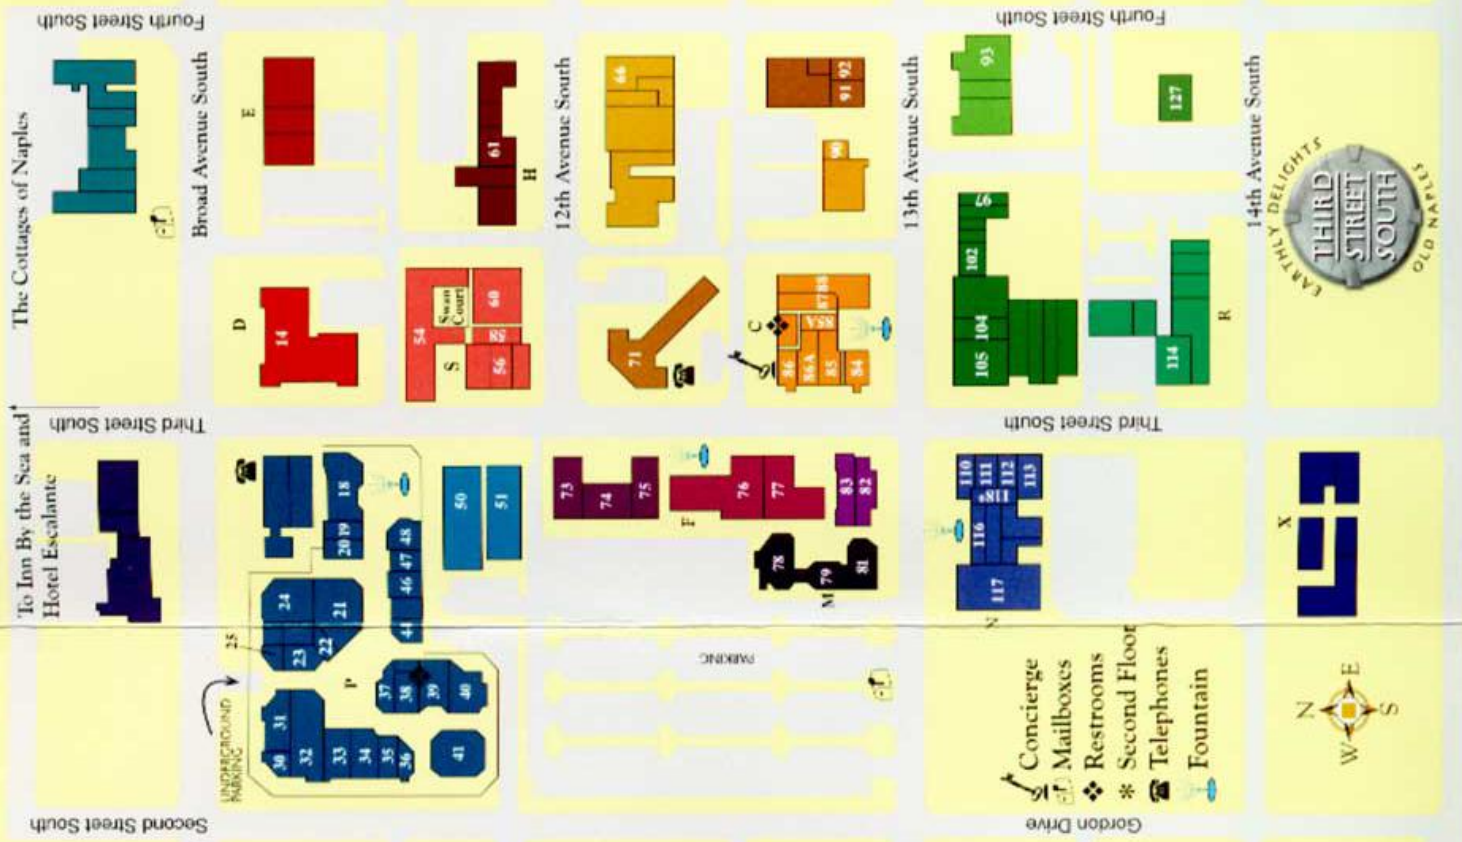 Fourth Street South
Fourth Street South
The Cottages of Naples
Broad Avenue South
E
61
H
12th Avenue South
66
91
92
90
13th Avenue South
93
127
14th Avenue South
97
102
104
105
114
R
EARTHLY DELIGHTS
THIRD
STREET
SOUTH
OLD NAPLES
D
14
54
Swan
Court
60
58
S
56
71
C
88
87
85A
86
86A
85
84
Third Street South
Third Street South
To Inn By the Sea and
Hotel Escalante
18
19
20
24
21
25
23
22
48
47
46
44
50
51
73
74
75
F
76
77
83
82
78
79
81
M
110
111
112
113
118*
116
117
N
X
P
37
38
39
40
31
30
32
33
34
35
36
41
UNDERGROUND
PARKING
PARKING
Concierge
Mailboxes
Restrooms
* Second Floor
Telephones
Fountain
N
E
S
W
Second Street South
Gordon Drive